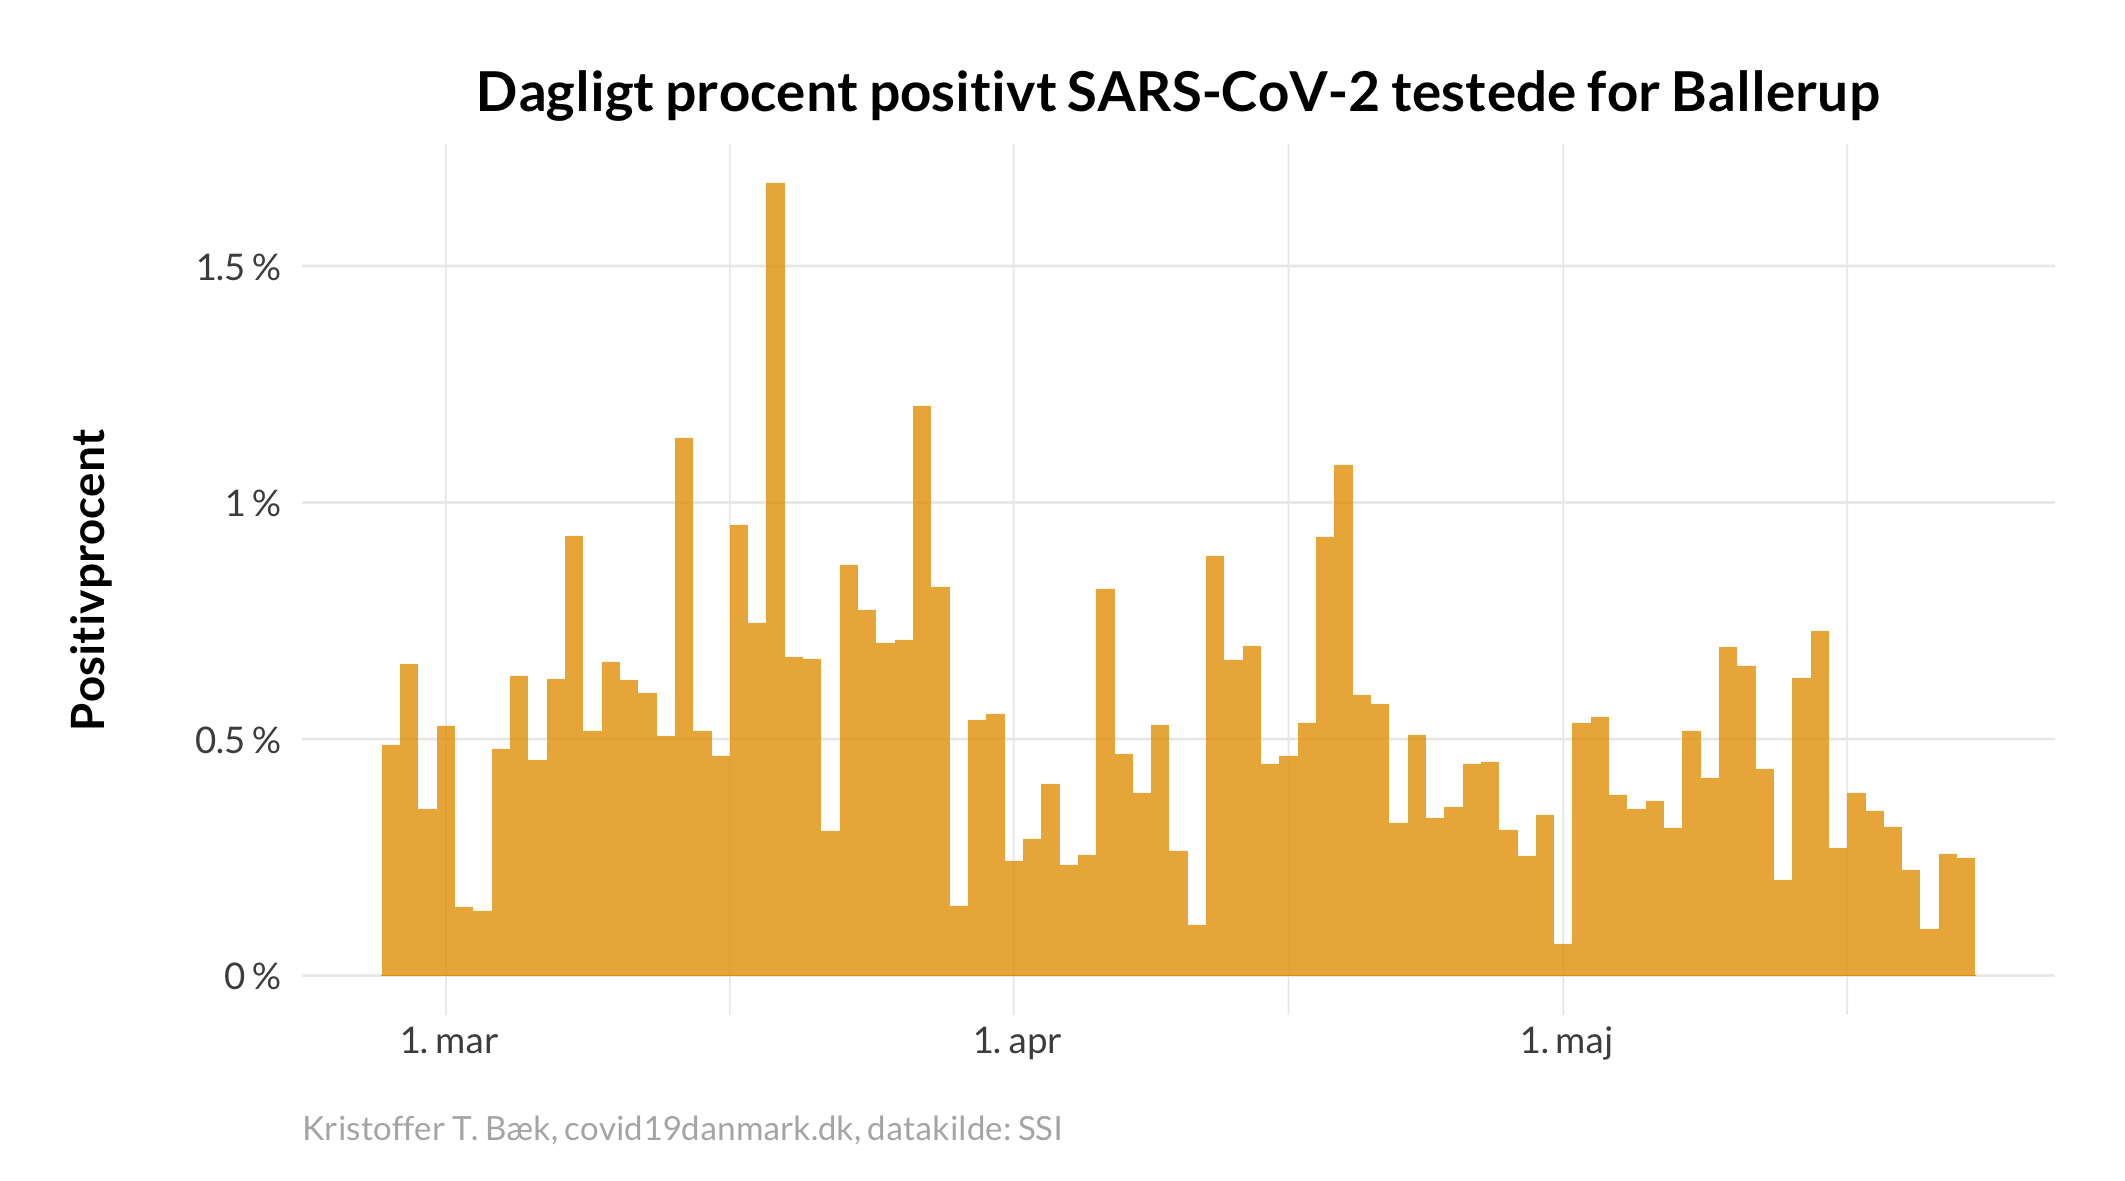 Dagligt procent positivt SARS-CoV-2 testede for Ballerup
Positivprocent
1.5 %
1 %
0.5 %
0 %
1. mar
1. apr
1. maj
Kristoffer T. Bæk, covid19danmark.dk, datakilde: SSI